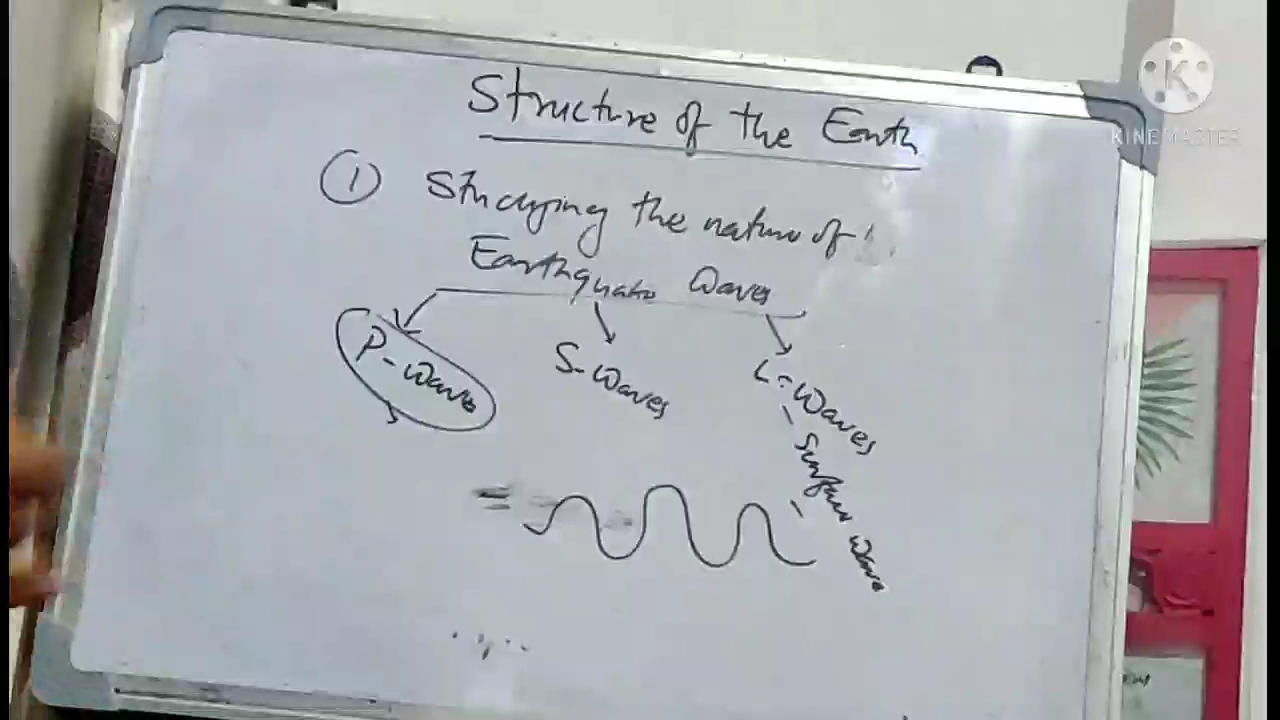 Structure of the Earth
① Studying the nature of
Earthquake Waves
P-Wave
S-Waves
L-Waves
- Surface Wave
K
KINEMASTER